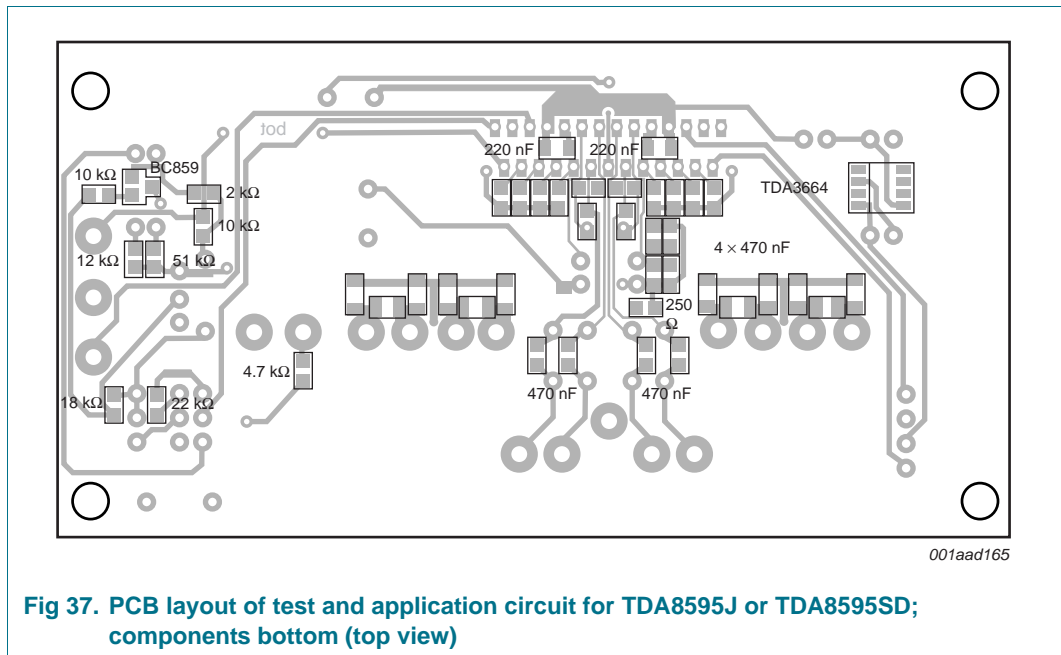 tod
220 nF
220 nF
BC859
10 kΩ
2 kΩ
TDA3664
10 kΩ
12 kΩ
51 kΩ
4 × 470 nF
250
Ω
4.7 kΩ
470 nF
470 nF
18 kΩ
22 kΩ
001aad165
Fig 37. PCB layout of test and application circuit for TDA8595J or TDA8595SD;
components bottom (top view)